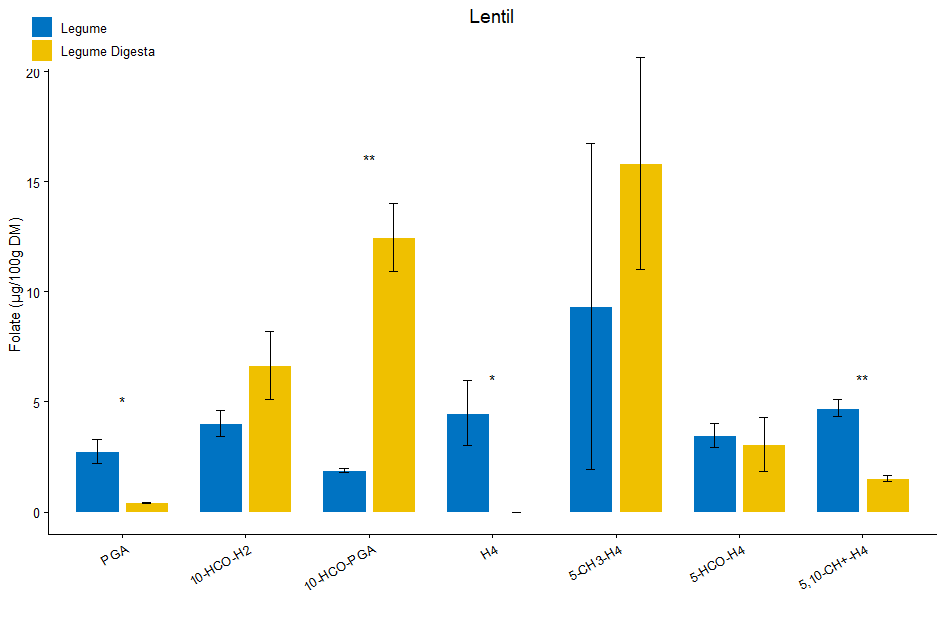 Lentil
Legume
Legume Digesta
Folate (µg/100g DM)
20
15
10
5
0
*
**
*
**
PGA
10-HCO-H2
10-HCO-PGA
H4
5-CH3-H4
5-HCO-H4
5,10-CH+-H4